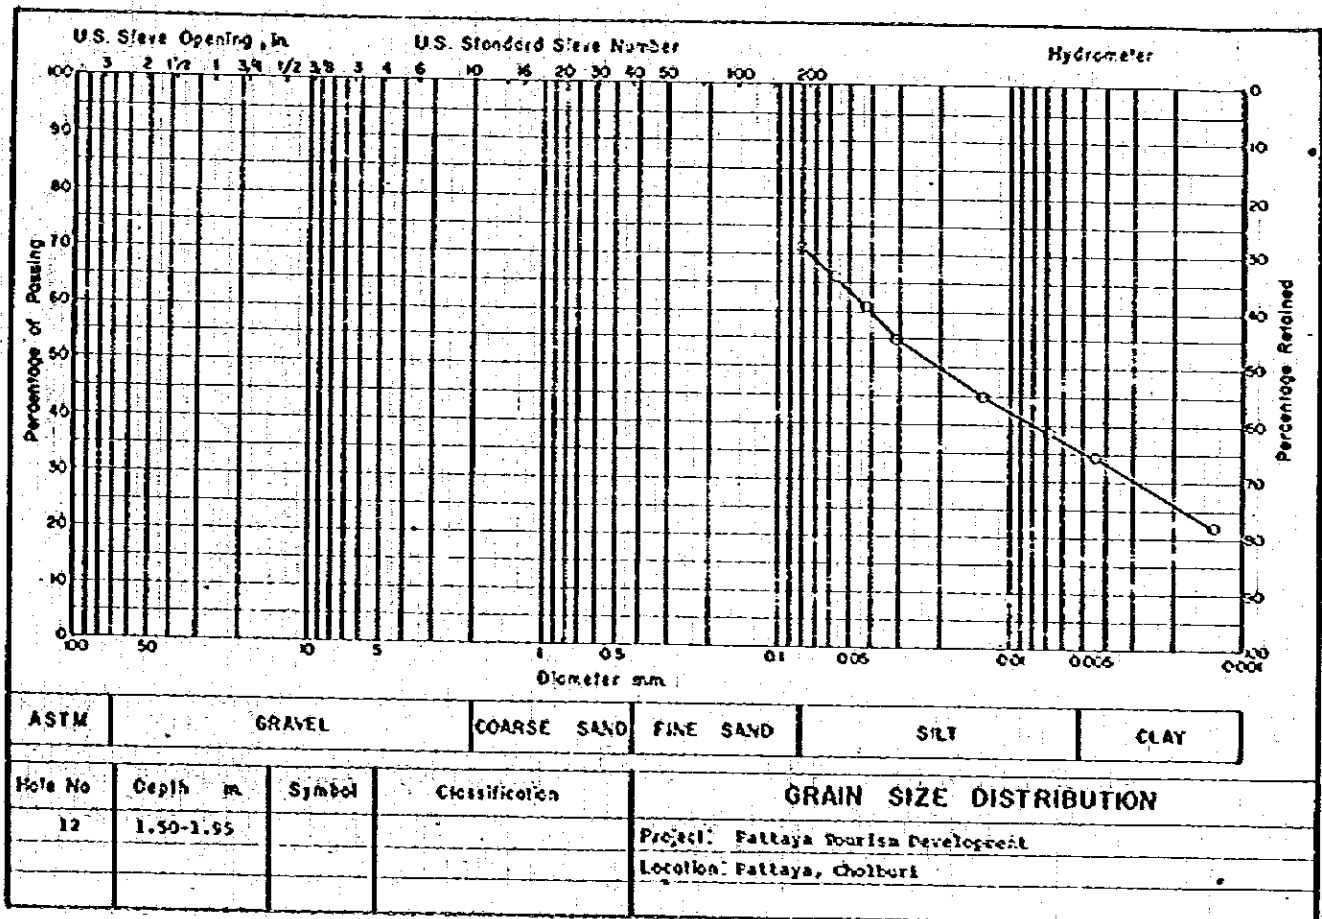 U.S. Sieve Opening, in. U.S. Standard Sieve Number Hydrometer
3 2 1 1/2 1 3/4 1/2 3/8 3 4 6 10 16 20 30 40 50 100 200
100 0
90 10
80 20
70 30
60 40
50 50
40 60
30 70
20 80
10 90
0 100
Percentage of Passing
Percentage Retained
100 50 10 5 1 0.5 0.1 0.05 0.01 0.005 0.001
Diameter mm.
ASTM GRAVEL COARSE SAND FINE SAND SILT CLAY
Hole No Depth m. Symbol Classification GRAIN SIZE DISTRIBUTION
12 1.50-1.95
Project: Pattaya Tourism Development
Location: Pattaya, Cholburi